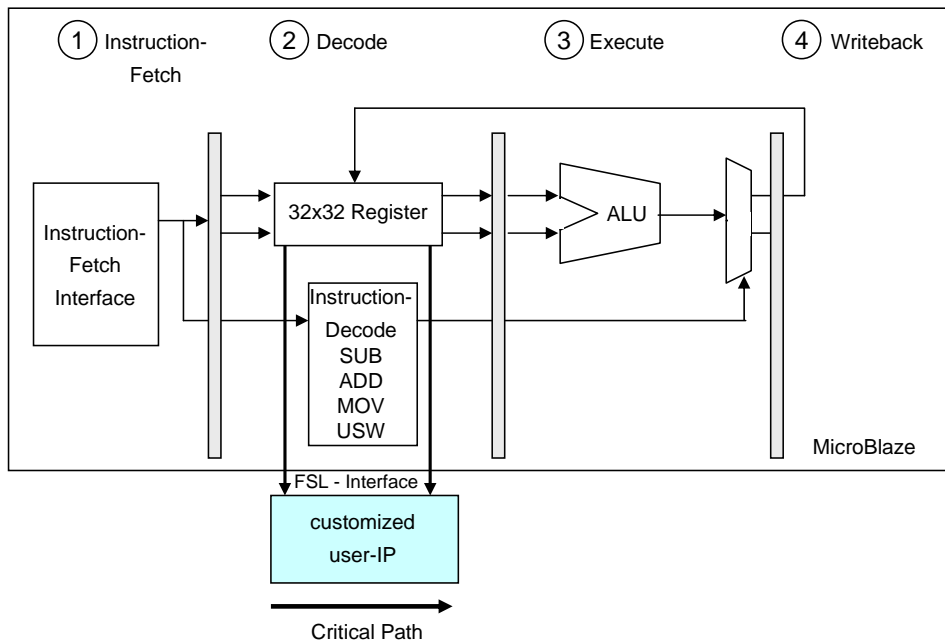 1 Instruction-
Fetch
2 Decode
3 Execute
4 Writeback
Instruction-
Fetch
Interface
32x32 Register
ALU
Instruction-
Decode
SUB
ADD
MOV
USW
MicroBlaze
FSL - Interface
customized
user-IP
Critical Path